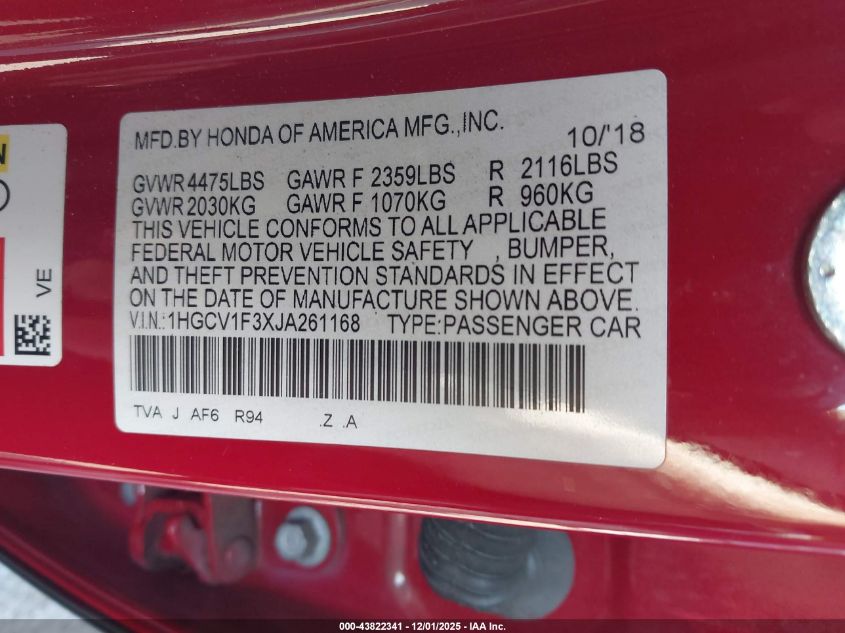 MFD.BY HONDA OF AMERICA MFG.,INC. 10/'18
GVWR 4475LBS GAWR F 2359LBS R 2116LBS
GVWR 2030KG GAWR F 1070KG R 960KG
THIS VEHICLE CONFORMS TO ALL APPLICABLE
FEDERAL MOTOR VEHICLE SAFETY , BUMPER,
AND THEFT PREVENTION STANDARDS IN EFFECT
ON THE DATE OF MANUFACTURE SHOWN ABOVE.
V.I.N.:1HGCV1F3XJA261168 TYPE:PASSENGER CAR
TVA J AF6 R94 .Z .A
VE
000-43822341 - 12/01/2025 - IAA Inc.